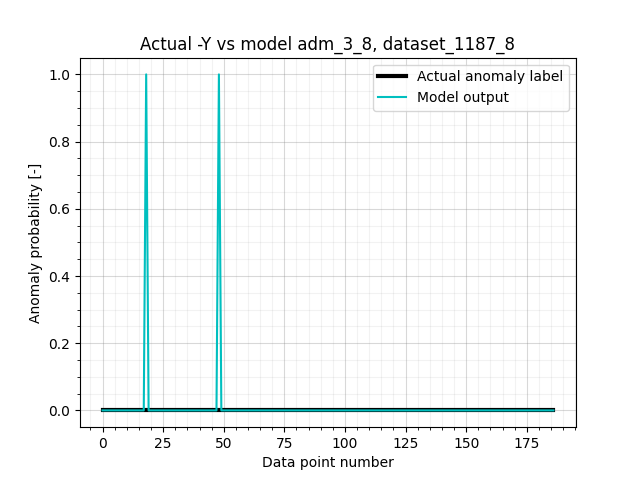 Actual -Y vs model adm_3_8, dataset_1187_8
Actual anomaly label
Model output
Anomaly probability [-]
1.0
0.8
0.6
0.4
0.2
0.0
0 25 50 75 100 125 150 175
Data point number